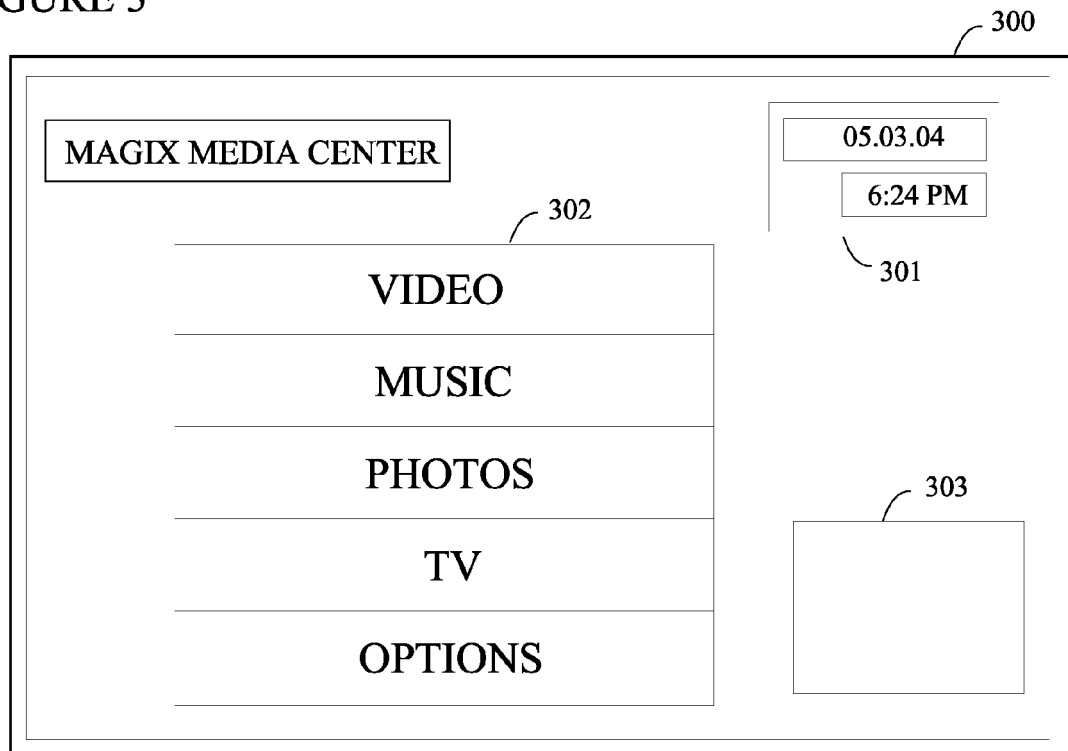 GURE 3
300
MAGIX MEDIA CENTER
05.03.04
6:24 PM
301
302
VIDEO
MUSIC
PHOTOS
TV
OPTIONS
303